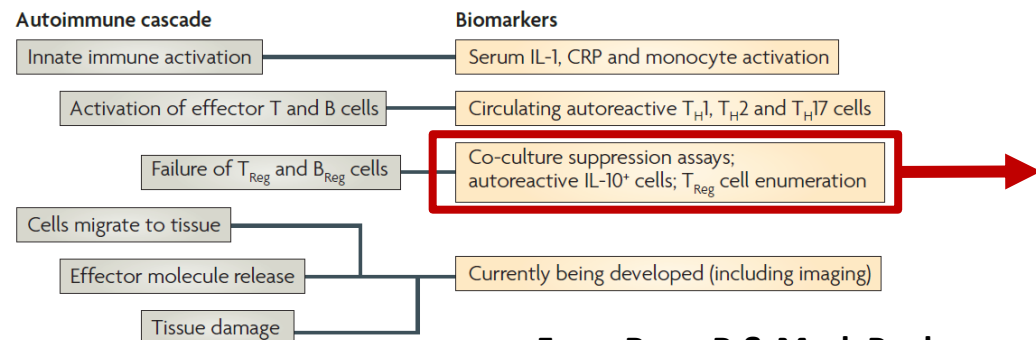 Autoimmune cascade
Biomarkers
Innate immune activation
Serum IL-1, CRP and monocyte activation
Activation of effector T and B cells
Circulating autoreactive TH1, TH2 and TH17 cells
Failure of TReg and BReg cells
Co-culture suppression assays;
autoreactive IL-10+ cells; TReg cell enumeration
Cells migrate to tissue
Effector molecule release
Currently being developed (including imaging)
Tissue damage